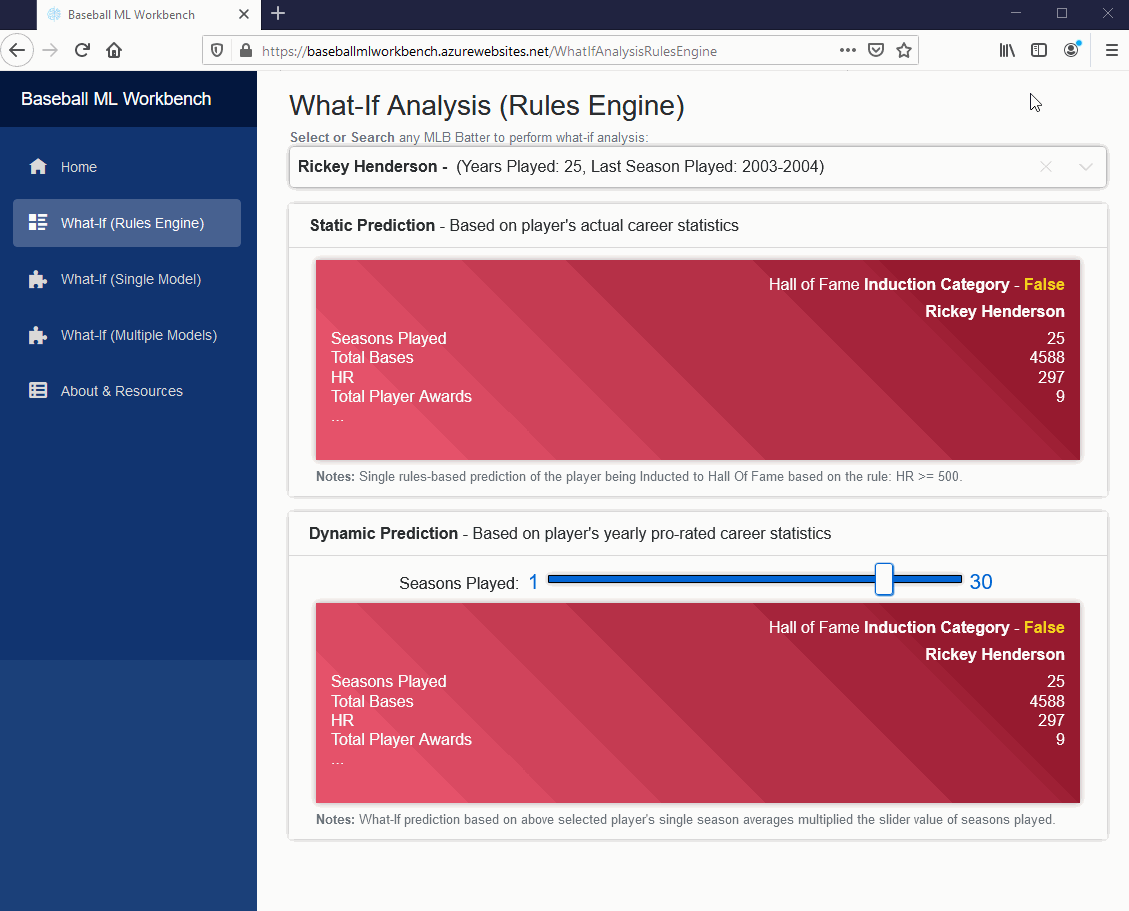 Baseball ML Workbench
https://baseballmlworkbench.azurewebsites.net/WhatIfAnalysisRulesEngine
Baseball ML Workbench
Home
What-If (Rules Engine)
What-If (Single Model)
What-If (Multiple Models)
About & Resources
What-If Analysis (Rules Engine)
Select or Search any MLB Batter to perform what-if analysis:
Rickey Henderson - (Years Played: 25, Last Season Played: 2003-2004)
Static Prediction - Based on player's actual career statistics
Hall of Fame Induction Category - False
Rickey Henderson
Seasons Played 25
Total Bases 4588
HR 297
Total Player Awards 9
...
Notes: Single rules-based prediction of the player being Inducted to Hall Of Fame based on the rule: HR >= 500.
Dynamic Prediction - Based on player's yearly pro-rated career statistics
Seasons Played: 1 30
Hall of Fame Induction Category - False
Rickey Henderson
Seasons Played 25
Total Bases 4588
HR 297
Total Player Awards 9
...
Notes: What-If prediction based on above selected player's single season averages multiplied the slider value of seasons played.